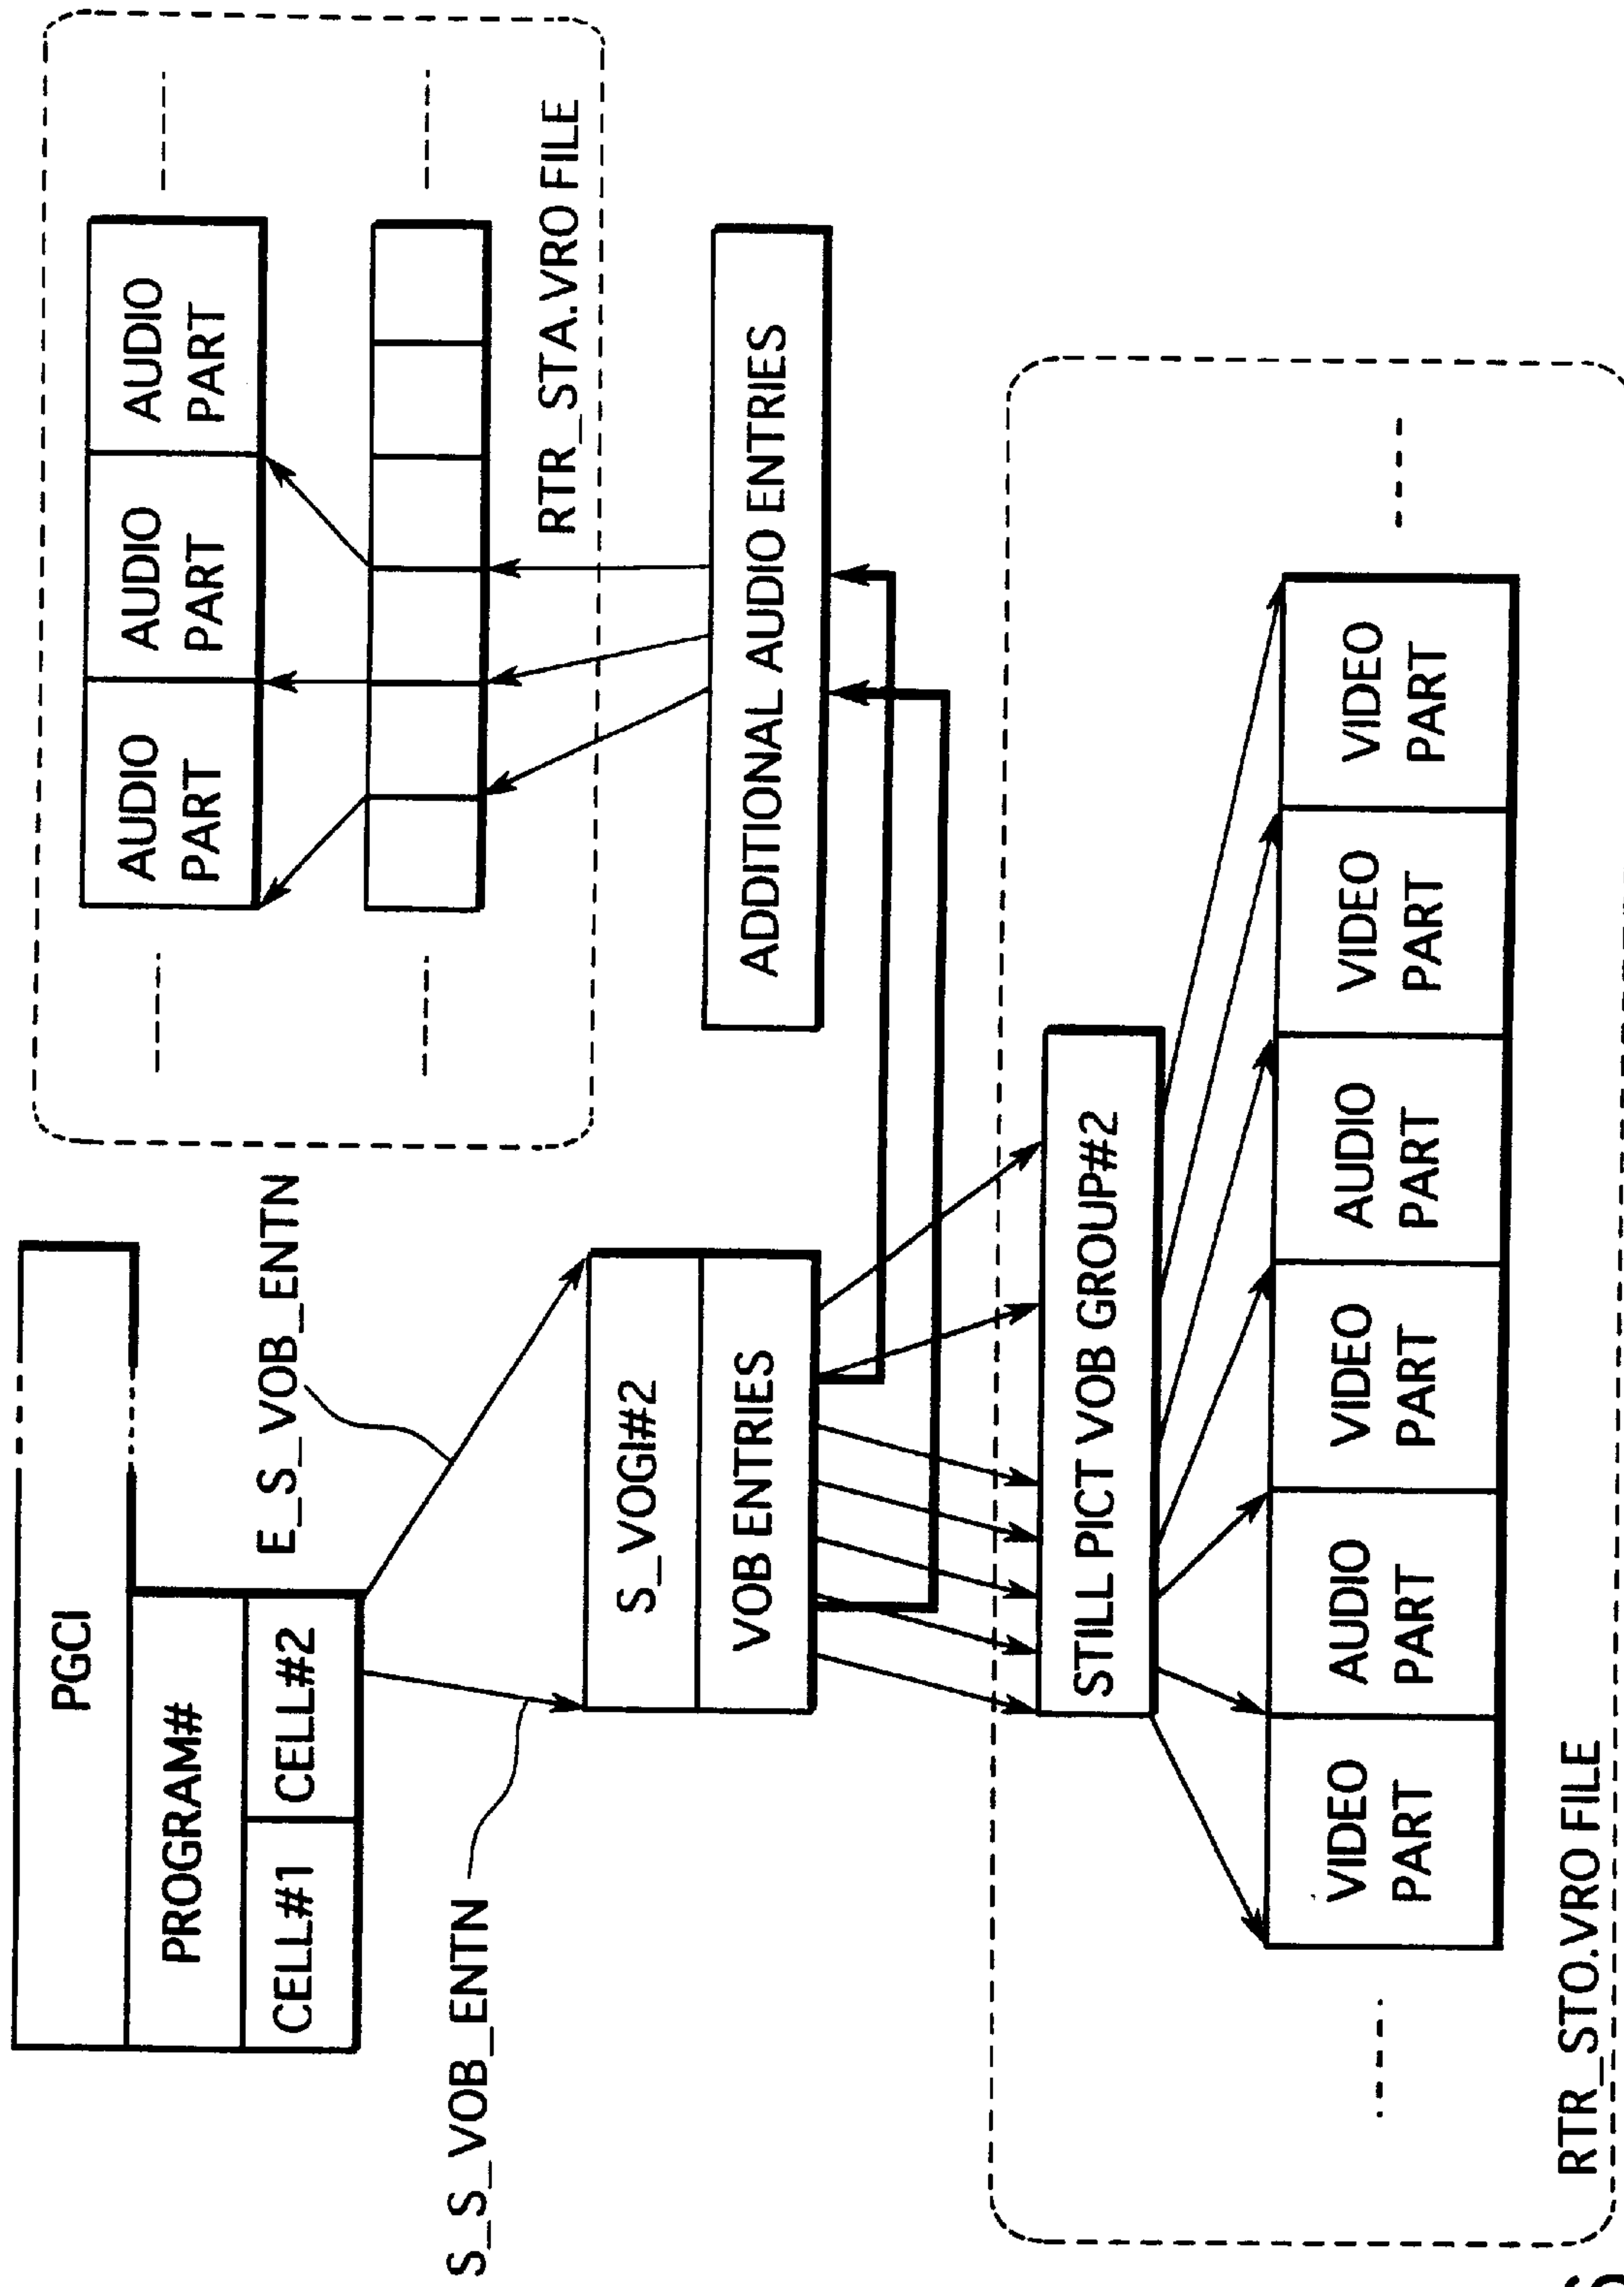 PGCI
PROGRAM#
CELL#1
CELL#2
E_S_VOB_ENTN
S_S_VOB_ENTN
S_VOGI#2
VOB ENTRIES
AUDIO
PART
AUDIO
PART
AUDIO
PART
RTR_STA.VRO FILE
ADDITIONAL AUDIO ENTRIES
STILL PICT VOB GROUP#2
VIDEO
PART
AUDIO
PART
VIDEO
PART
AUDIO
PART
VIDEO
PART
VIDEO
PART
RTR_STO.VRO FILE